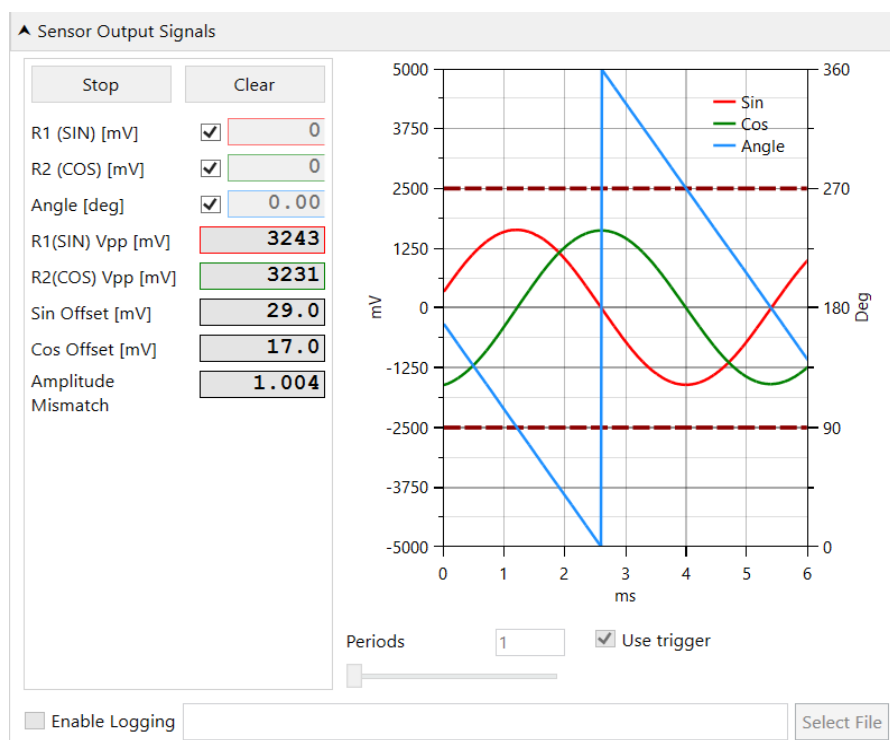 Sensor Output Signals
Stop Clear
R1 (SIN) [mV] 0
R2 (COS) [mV] 0
Angle [deg] 0.00
R1(SIN) Vpp [mV] 3243
R2(COS) Vpp [mV] 3231
Sin Offset [mV] 29.0
Cos Offset [mV] 17.0
Amplitude
Mismatch 1.004
5000 360
Sin
3750 Cos
Angle
2500 270
1250
mV 0 180 Deg
-1250
-2500 90
-3750
-5000 0
0 1 2 3 4 5 6
ms
Periods 1 Use trigger
Enable Logging Select File